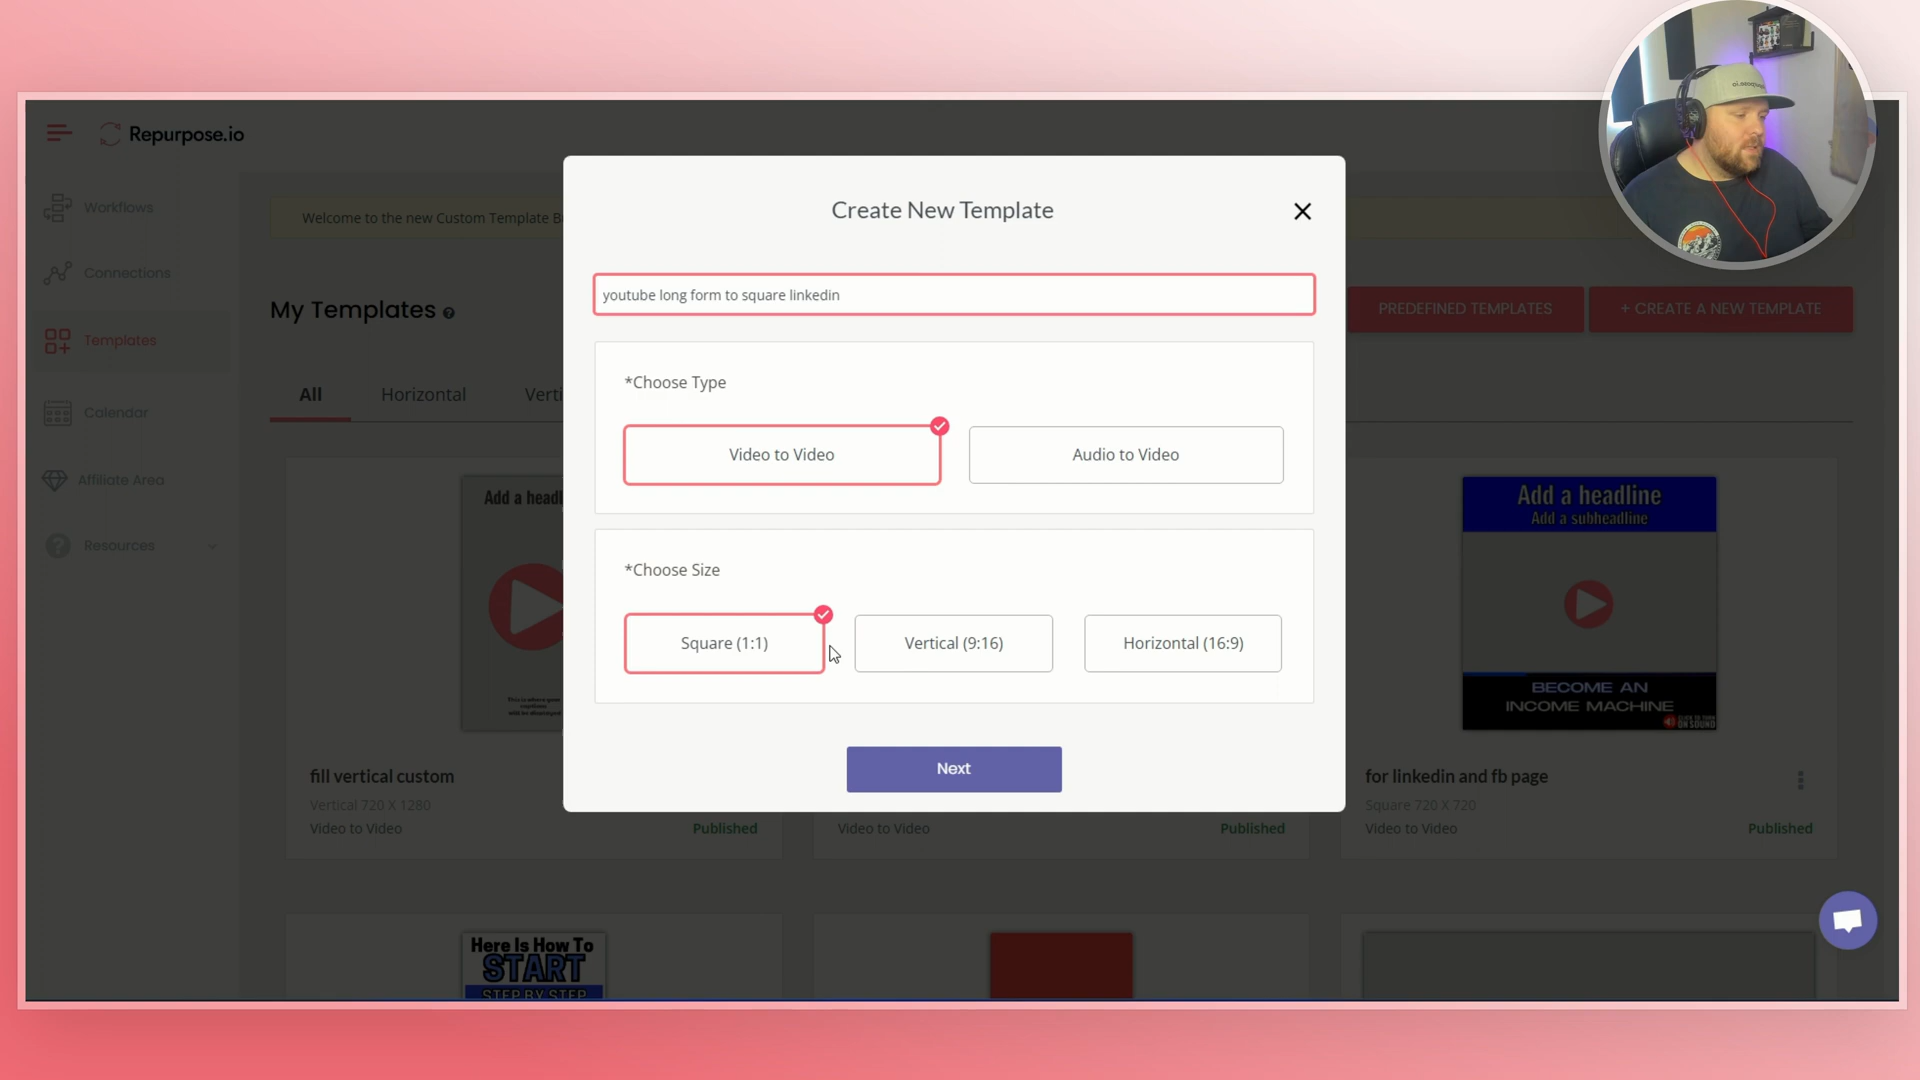 Repurpose.io
Workflows
Connections
Templates
Calendar
Affiliate Area
Resources
Welcome to the new Custom Template B
My Templates
PREDEFINED TEMPLATES
+ CREATE A NEW TEMPLATE
All
Horizontal
Verti
Create New Template
youtube long form to square linkedin
*Choose Type
Video to Video
Audio to Video
*Choose Size
Square (1:1)
Vertical (9:16)
Horizontal (16:9)
Next
Add a headl
fill vertical custom
Vertical 720 X 1280
Video to Video
Published
Video to Video
Published
Add a headline
Add a subheadline
BECOME AN
INCOME MACHINE
for linkedin and fb page
Square 720 X 720
Video to Video
Published
Here Is How To
START
STEP BY STEP